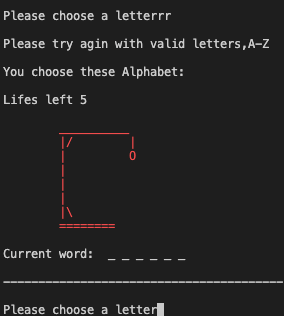 Please choose a letterrr
Please try agin with valid letters,A-Z
You choose these Alphabet:
Lifes left 5
O
Current word: _ _ _ _ _ _
Please choose a letter